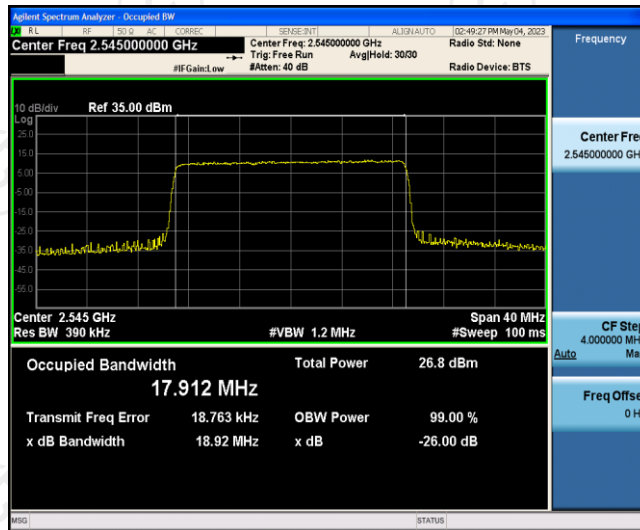 Agilent Spectrum Analyzer - Occupied BW
RL RF 50 Ω AC CORREC SENSE:INT ALIGNAUTO 02:49:27 PM May 04, 2023
Center Freq 2.545000000 GHz
Center Freq: 2.545000000 GHz
Radio Std: None
Trig: Free Run Avg|Hold: 30/30
#IFGain:Low
#Atten: 40 dB
Radio Device: BTS
Frequency
10 dB/div Ref 35.00 dBm
Log
25.0
15.0
5.00
-5.00
-15.0
-25.0
-35.0
-45.0
-55.0
Center 2.545 GHz
Span 40 MHz
Res BW 390 kHz
#VBW 1.2 MHz
#Sweep 100 ms
Center Fre
2.545000000 GH
CF Step
4.000000 MH
Auto Ma
Freq Offse
0 H
Occupied Bandwidth
17.912 MHz
Total Power 26.8 dBm
Transmit Freq Error 18.763 kHz
OBW Power 99.00 %
x dB Bandwidth 18.92 MHz
x dB -26.00 dB
MSG
STATUS